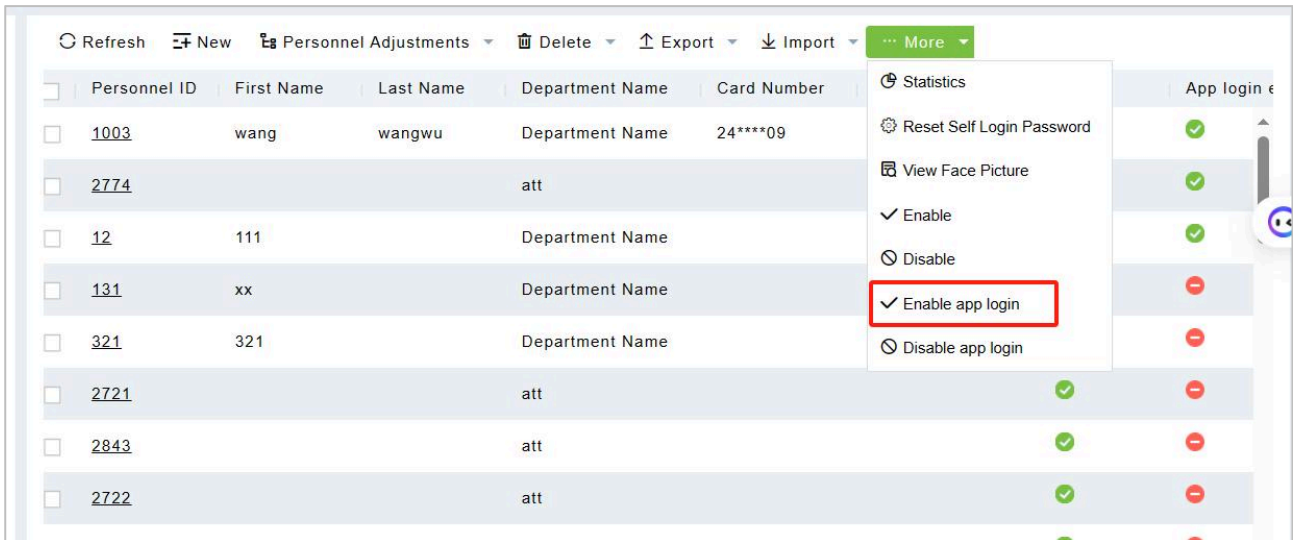 Refresh New Personnel Adjustments Delete Export Import ··· More
Personnel ID First Name Last Name Department Name Card Number App login e
Statistics
1003 wang wangwu Department Name 24****09
Reset Self Login Password
View Face Picture
2774 att
Enable
12 111 Department Name
Disable
131 xx Department Name
Enable app login
321 321 Department Name
Disable app login
2721 att
2843 att
2722 att